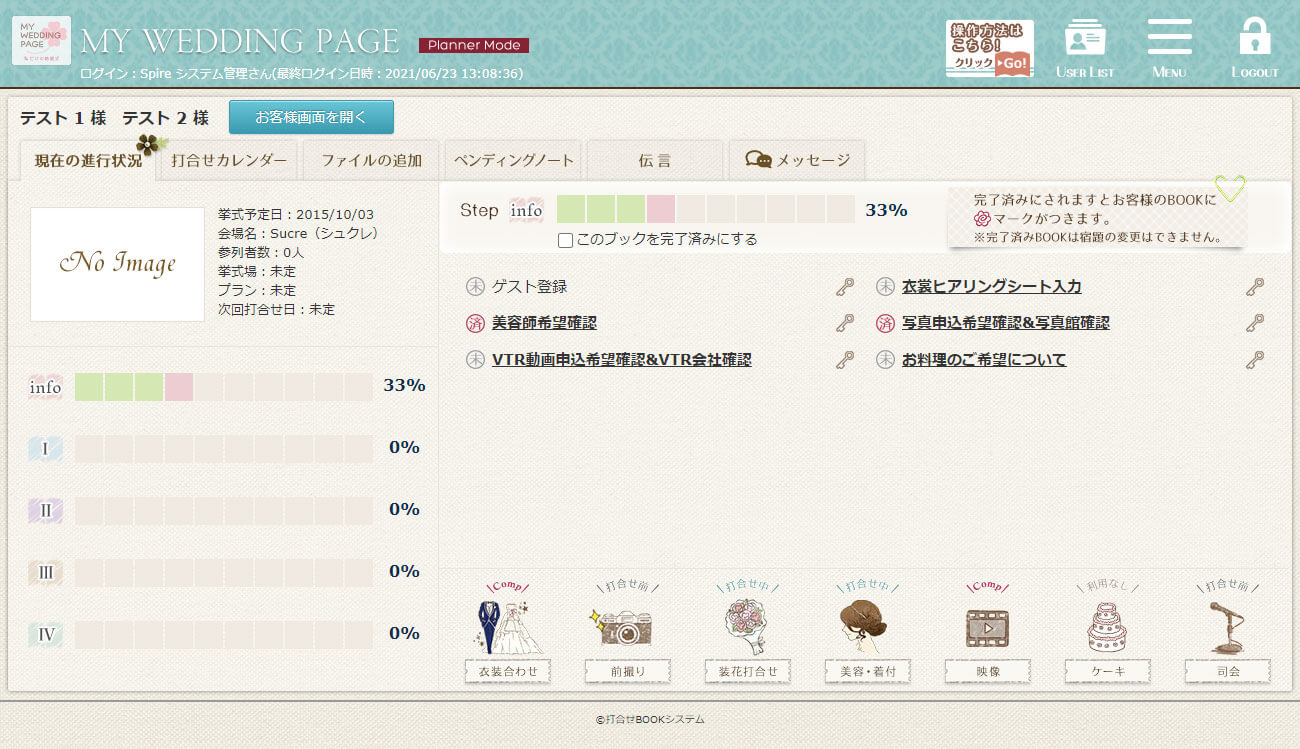 MY
WEDDING
PAGE
MY WEDDING PAGE Planner Mode
ログイン : Spire システム管理さん(最終ログイン日時 : 2021/06/23 13:08:36)
操作方法は
こちら!
クリック Go!
USER LIST
MENU
LOGOUT
テスト 1 様 テスト 2 様 お客様画面を開く
現在の進行状況
打合せカレンダー
ファイルの追加
ペンディングノート
伝 言
メッセージ
No Image
挙式予定日 : 2015/10/03
会場名 : Sucre（シュクレ）
参列者数 : 0人
挙式場 : 未定
プラン : 未定
次回打合せ日 : 未定
info 33%
I 0%
II 0%
III 0%
IV 0%
Step info 33%
このブックを完了済みにする
完了済みにされますとお客様のBOOKに
マークがつきます。
※完了済みBOOKは宿題の変更はできません。
未 ゲスト登録
未 衣裳ヒアリングシート入力
済 美容師希望確認
済 写真申込希望確認&写真館確認
未 VTR動画申込希望確認&VTR会社確認
未 お料理のご希望について
Comp
衣装合わせ
打合せ前
前撮り
打合せ中
装花打合せ
打合せ中
美容・着付
Comp
映像
利用なし
ケーキ
打合せ前
司会
©打合せBOOKシステム